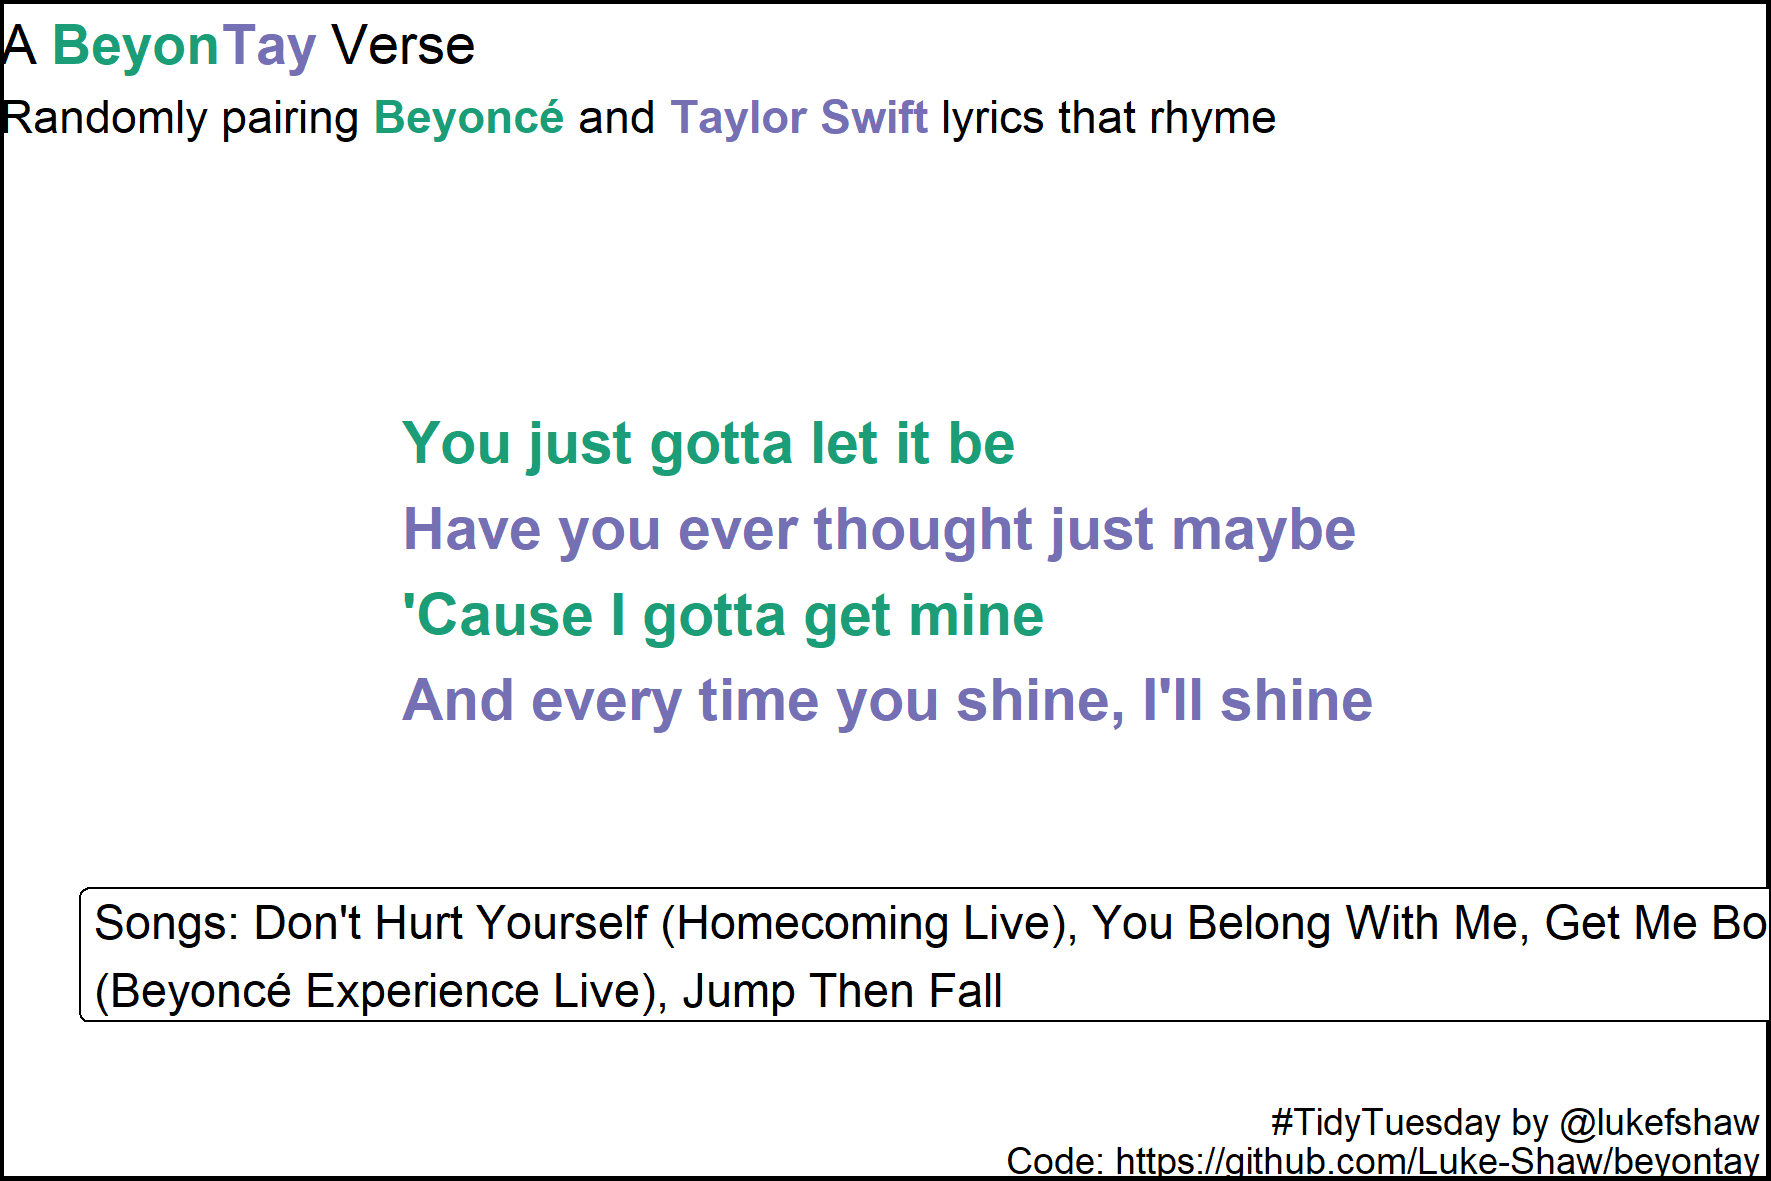 A BeyonTay Verse
Randomly pairing Beyoncé and Taylor Swift lyrics that rhyme
You just gotta let it be
Have you ever thought just maybe
'Cause I gotta get mine
And every time you shine, I'll shine
Songs: Don't Hurt Yourself (Homecoming Live), You Belong With Me, Get Me Bo
(Beyoncé Experience Live), Jump Then Fall
#TidyTuesday by @lukefshaw
Code: https://github.com/Luke-Shaw/beyontay